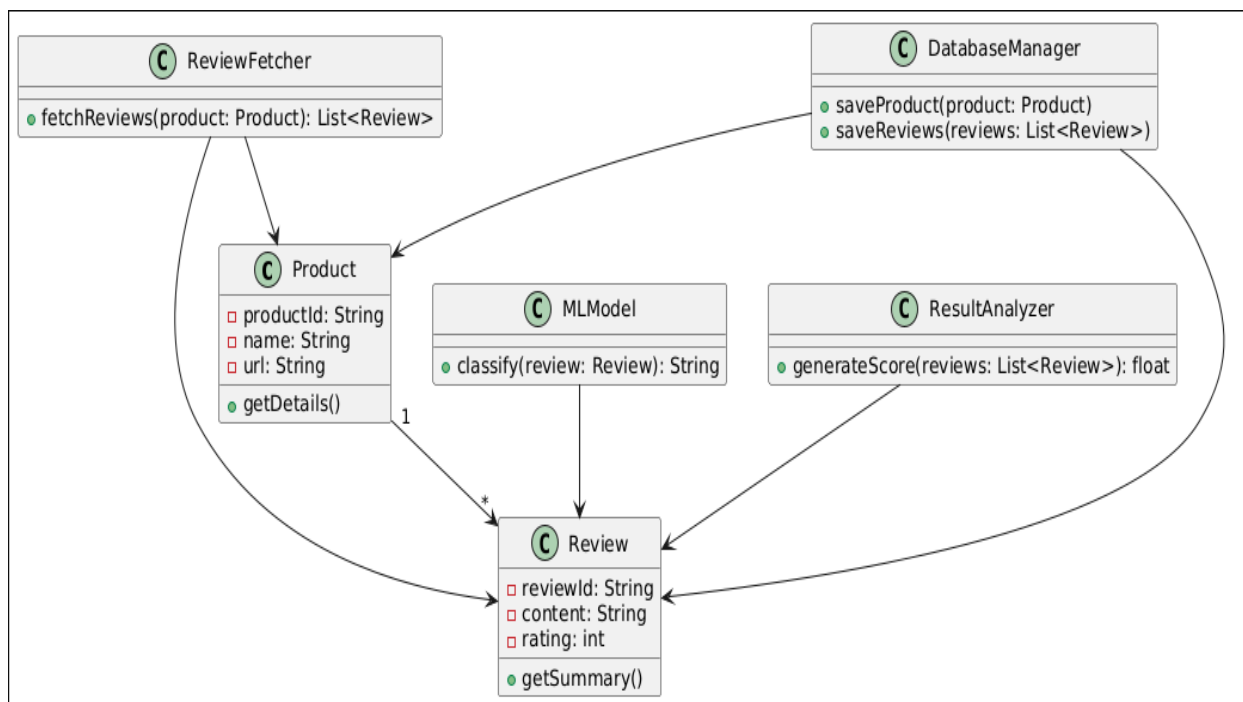 C ReviewFetcher
fetchReviews(product: Product): List<Review>
C DatabaseManager
saveProduct(product: Product)
saveReviews(reviews: List<Review>)
C Product
productId: String
name: String
url: String
getDetails()
C MLModel
classify(review: Review): String
C ResultAnalyzer
generateScore(reviews: List<Review>): float
1
*
C Review
reviewId: String
content: String
rating: int
getSummary()